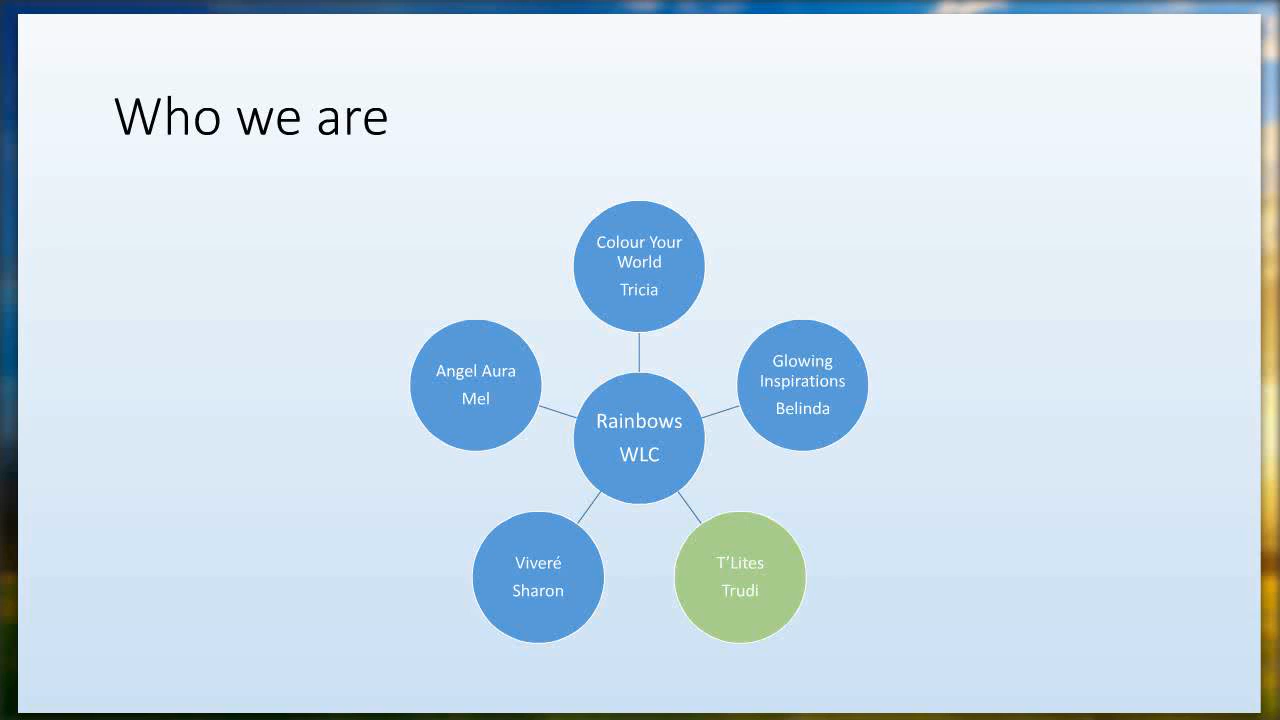 Who we are
Colour Your
World
Tricia
Angel Aura
Mel
Glowing
Inspirations
Belinda
Rainbows
WLC
Viveré
Sharon
T’Lites
Trudi